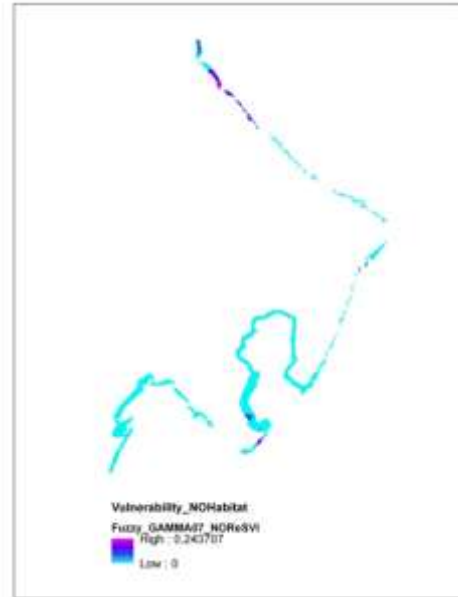 Vulnerability_NOHabitat
Fuzzy_GAMMA07_NOReSVI
High : 0,243707
Low : 0